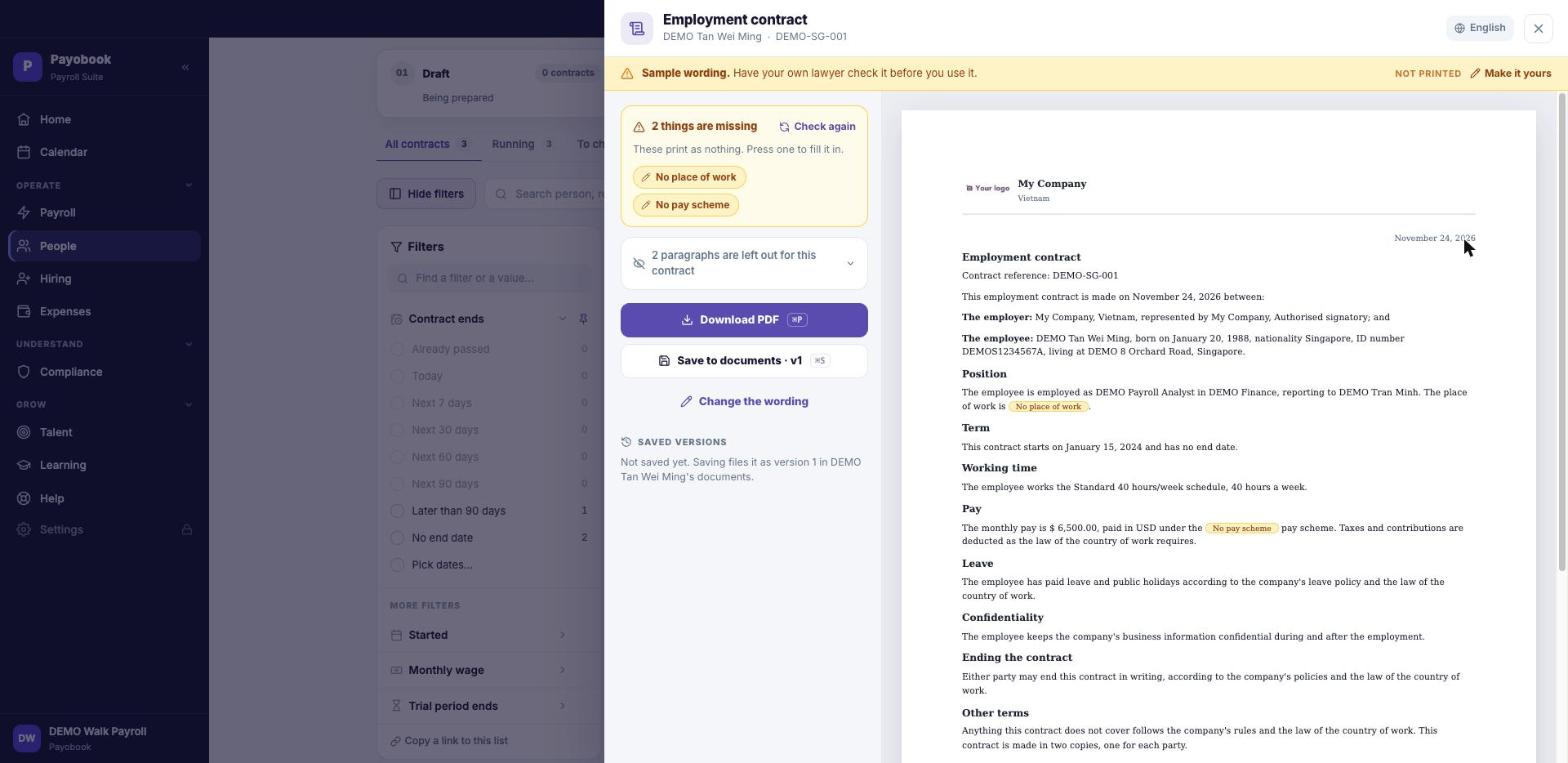 P
Payobook
Payroll Suite
«
Home
Calendar
OPERATE
Payroll
People
Hiring
Expenses
UNDERSTAND
Compliance
GROW
Talent
Learning
Help
Settings
DW
DEMO Walk Payroll
Payobook
01
Draft
0 contracts
Being prepared
All contracts 3
Running 3
To ch
Hide filters
Search person, re
Filters
Find a filter or a value...
Contract ends
Already passed 0
Today 0
Next 7 days 0
Next 30 days 0
Next 60 days 0
Next 90 days 0
Later than 90 days 1
No end date 2
Pick dates...
MORE FILTERS
Started
Monthly wage
Trial period ends
Copy a link to this list
Employment contract
DEMO Tan Wei Ming · DEMO-SG-001
English
Sample wording. Have your own lawyer check it before you use it.
NOT PRINTED
Make it yours
2 things are missing
Check again
These print as nothing. Press one to fill it in.
No place of work
No pay scheme
2 paragraphs are left out for this
contract
Download PDF ⌘P
Save to documents · v1 ⌘S
Change the wording
SAVED VERSIONS
Not saved yet. Saving files it as version 1 in DEMO
Tan Wei Ming's documents.
Your logo
My Company
Vietnam
November 24, 2026
Employment contract
Contract reference: DEMO-SG-001
This employment contract is made on November 24, 2026 between:
The employer: My Company, Vietnam, represented by My Company, Authorised signatory; and
The employee: DEMO Tan Wei Ming, born on January 20, 1988, nationality Singapore, ID number
DEMOS1234567A, living at DEMO 8 Orchard Road, Singapore.
Position
The employee is employed as DEMO Payroll Analyst in DEMO Finance, reporting to DEMO Tran Minh. The place
of work is No place of work.
Term
This contract starts on January 15, 2024 and has no end date.
Working time
The employee works the Standard 40 hours/week schedule, 40 hours a week.
Pay
The monthly pay is $ 6,500.00, paid in USD under the No pay scheme pay scheme. Taxes and contributions are
deducted as the law of the country of work requires.
Leave
The employee has paid leave and public holidays according to the company's leave policy and the law of the
country of work.
Confidentiality
The employee keeps the company's business information confidential during and after the employment.
Ending the contract
Either party may end this contract in writing, according to the company's policies and the law of the country of
work.
Other terms
Anything this contract does not cover follows the company's rules and the law of the country of work. This
contract is made in two copies, one for each party.